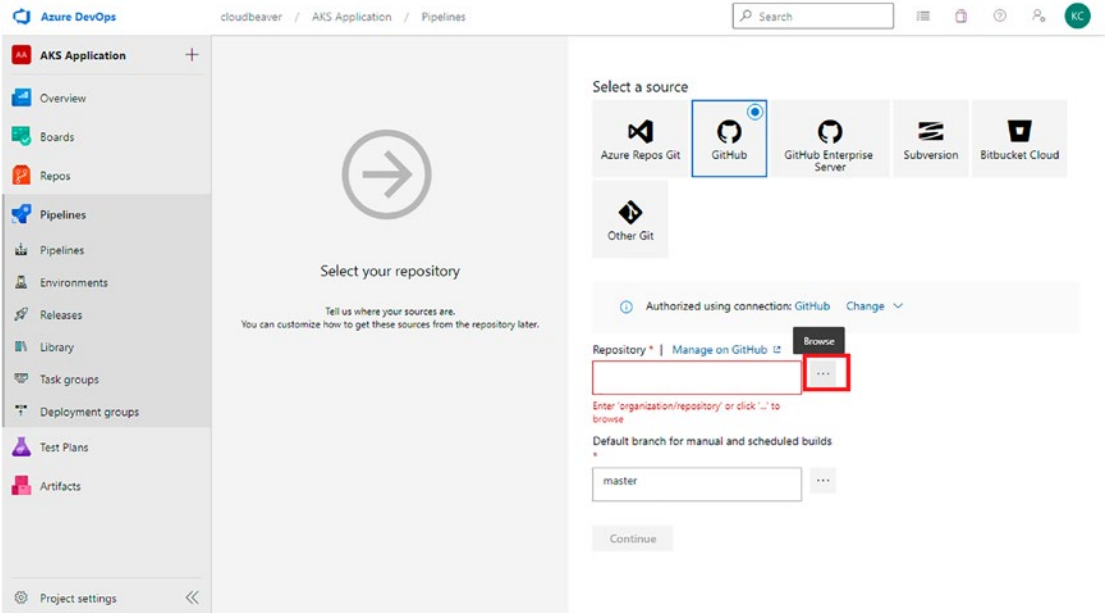 Azure DevOps
cloudbeaver / AKS Application / Pipelines
Search
KC
AA AKS Application
Overview
Boards
Repos
Pipelines
Pipelines
Environments
Releases
Library
Task groups
Deployment groups
Test Plans
Artifacts
Project settings
Select your repository
Tell us where your sources are.
You can customize how to get these sources from the repository later.
Select a source
Azure Repos Git
GitHub
GitHub Enterprise
Server
Subversion
Bitbucket Cloud
Other Git
Authorized using connection: GitHub Change
Browse
Repository * | Manage on GitHub
...
Enter 'organization/repository' or click '...' to
browse
Default branch for manual and scheduled builds
*
master
...
Continue